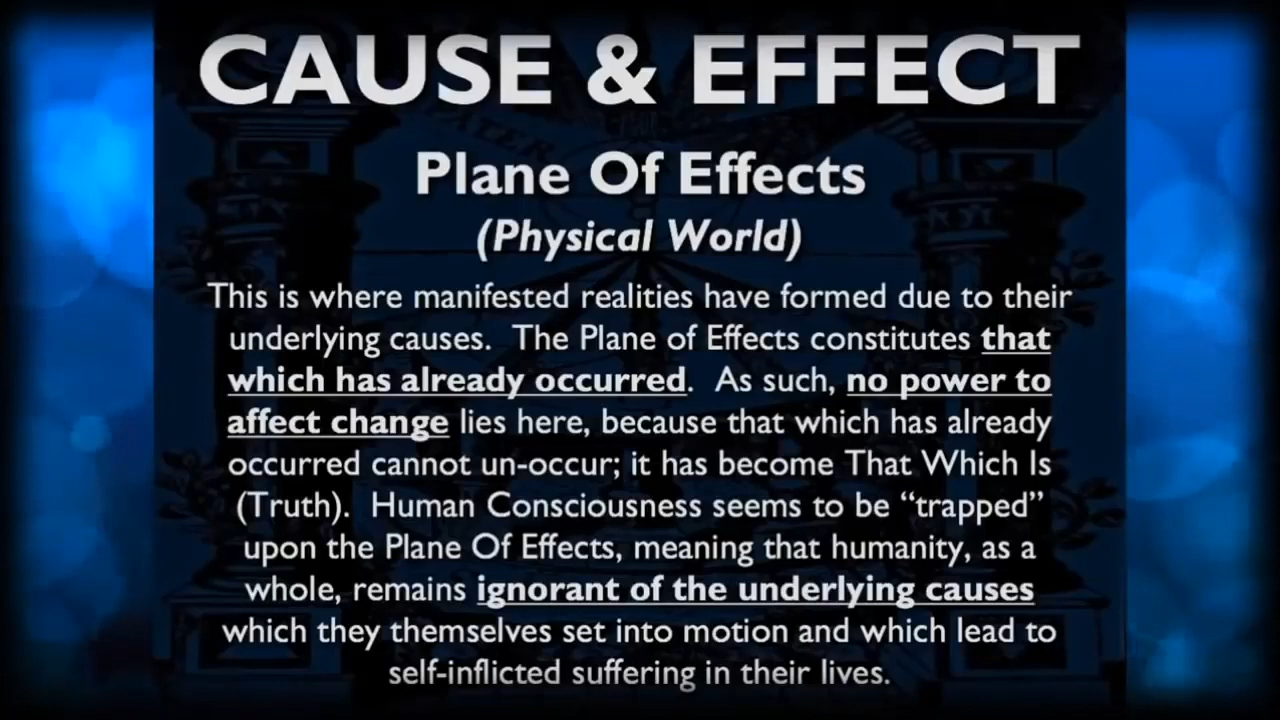 CAUSE & EFFECT
Plane Of Effects
(Physical World)
This is where manifested realities have formed due to their
underlying causes.  The Plane of Effects constitutes that
which has already occurred.  As such, no power to
affect change lies here, because that which has already
occurred cannot un-occur; it has become That Which Is
(Truth).  Human Consciousness seems to be “trapped”
upon the Plane Of Effects, meaning that humanity, as a
whole, remains ignorant of the underlying causes
which they themselves set into motion and which lead to
self-inflicted suffering in their lives.